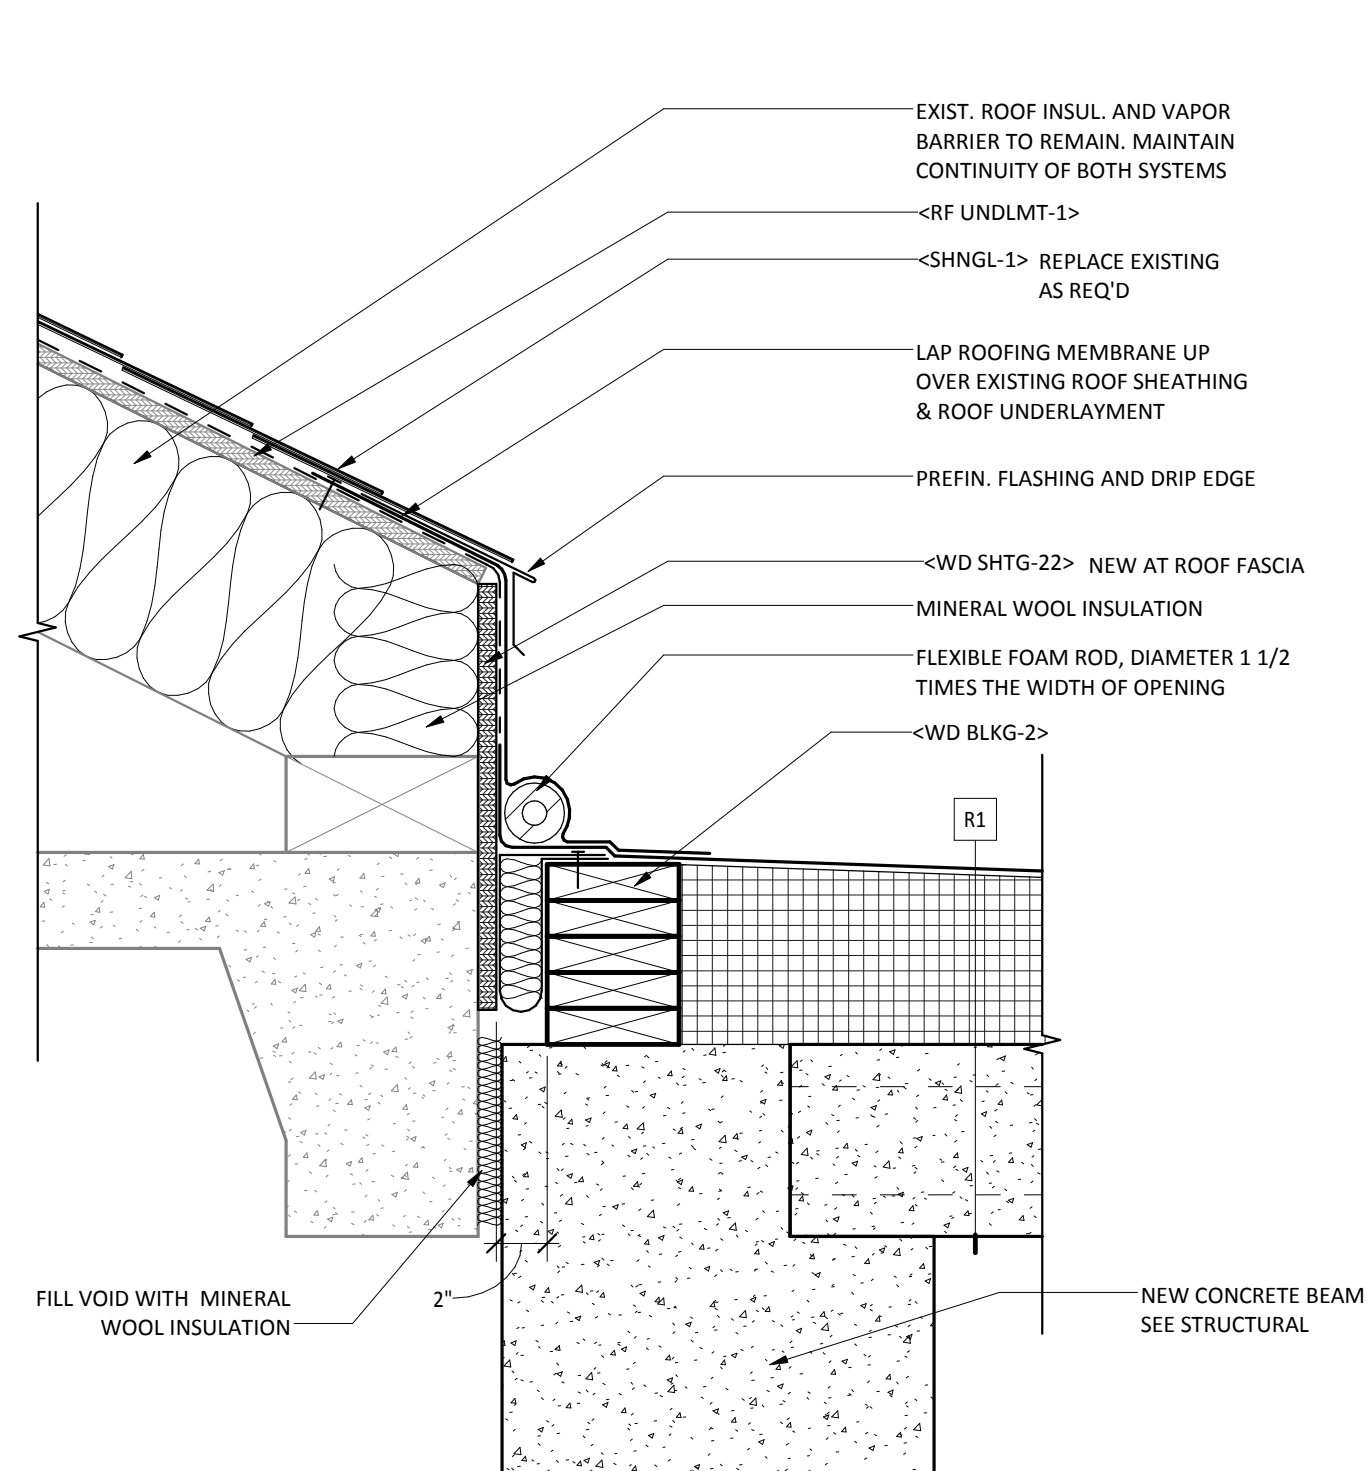 EXIST. ROOF INSUL. AND VAPOR
BARRIER TO REMAIN. MAINTAIN
CONTINUITY OF BOTH SYSTEMS
<RF UNDLMT-1>
<SHNGL-1> REPLACE EXISTING
AS REQ'D
LAP ROOFING MEMBRANE UP
OVER EXISTING ROOF SHEATHING
& ROOF UNDERLAYMENT
PREFIN. FLASHING AND DRIP EDGE
<WD SHTG-22> NEW AT ROOF FASCIA
MINERAL WOOL INSULATION
FLEXIBLE FOAM ROD, DIAMETER 1 1/2
TIMES THE WIDTH OF OPENING
<WD BLKG-2>
R1
FILL VOID WITH MINERAL
WOOL INSULATION
2"
NEW CONCRETE BEAM
SEE STRUCTURAL